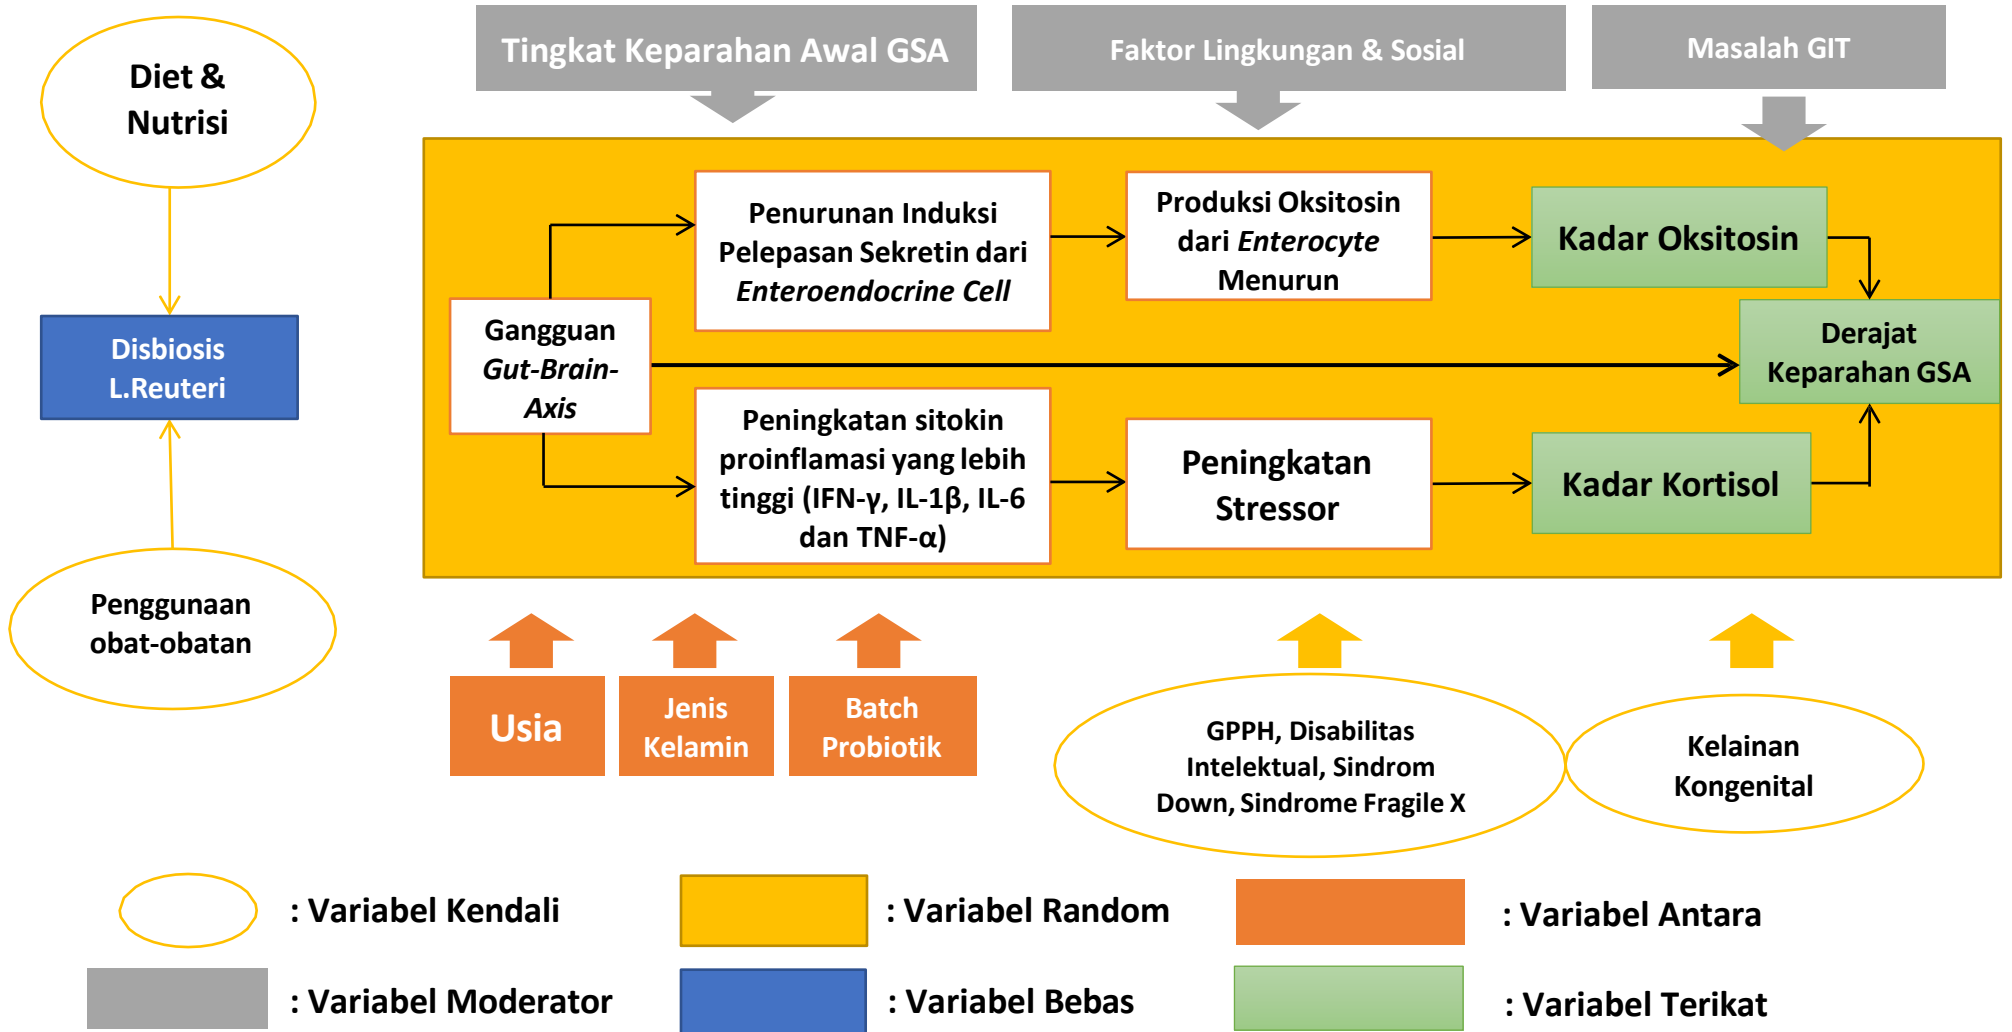 Diet &
Nutrisi
Disbiosis
L.Reuteri
Penggunaan
obat-obatan
Tingkat Keparahan Awal GSA
Faktor Lingkungan & Sosial
Masalah GIT
Gangguan
Gut-Brain-
Axis
Penurunan Induksi
Pelepasan Sekretin dari
Enteroendocrine Cell
Produksi Oksitosin
dari Enterocyte
Menurun
Kadar Oksitosin
Derajat
Keparahan GSA
Peningkatan sitokin
proinflamasi yang lebih
tinggi (IFN-γ, IL-1β, IL-6
dan TNF-α)
Peningkatan
Stressor
Kadar Kortisol
Usia
Jenis
Kelamin
Batch
Probiotik
GPPH, Disabilitas
Intelektual, Sindrom
Down, Sindrome Fragile X
Kelainan
Kongenital
: Variabel Kendali
: Variabel Random
: Variabel Antara
: Variabel Moderator
: Variabel Bebas
: Variabel Terikat